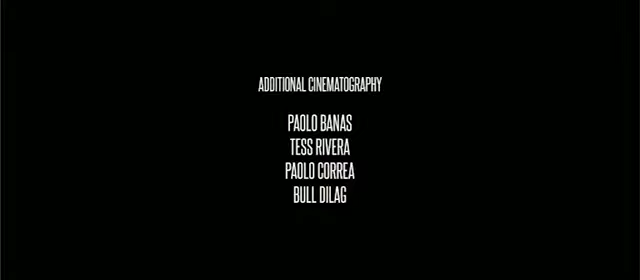 ADDITIONAL CINEMATOGRAPHY
PAOLO BANAS
TESS RIVERA
PAOLO CORREA
BULL DILAG